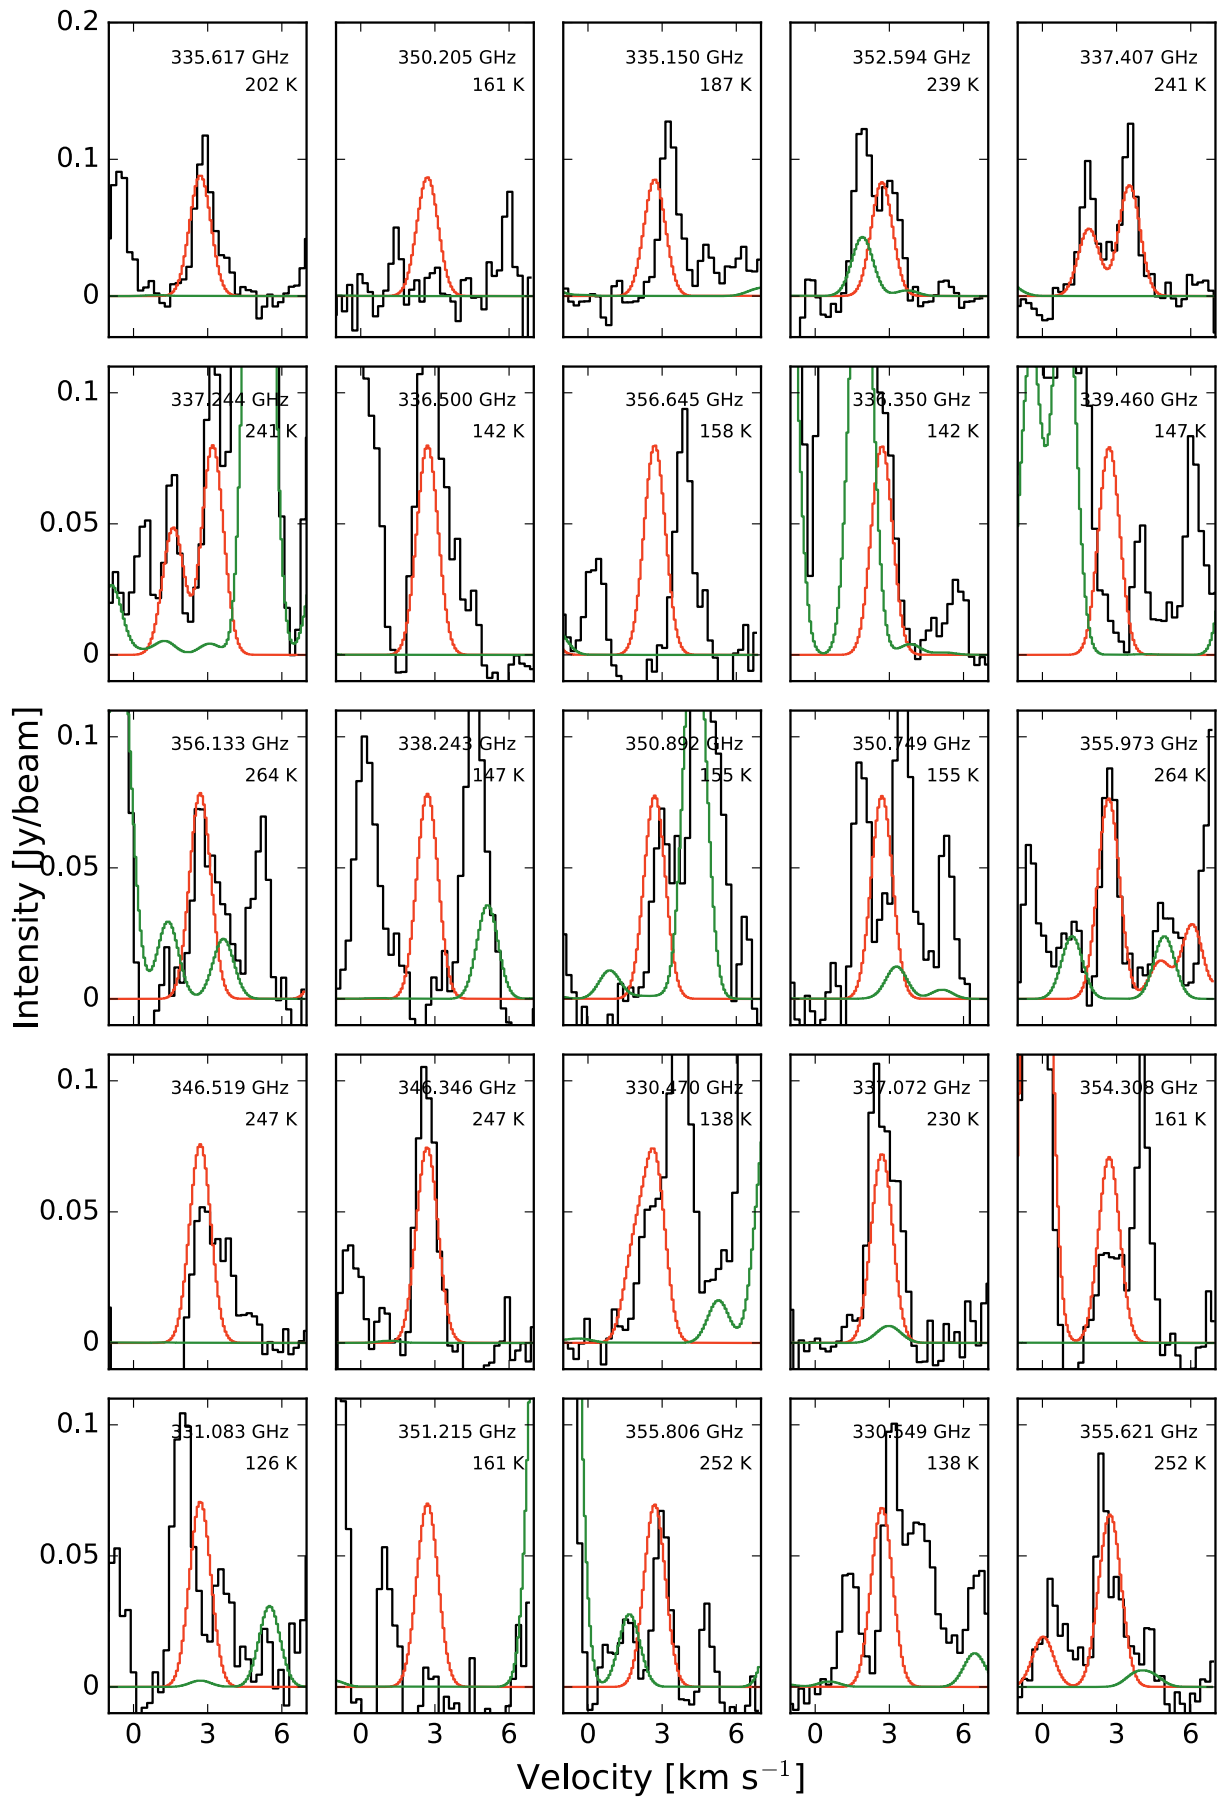 0.2
335.617 GHz
202 K
350.205 GHz
161 K
335.150 GHz
187 K
352.594 GHz
239 K
337.407 GHz
241 K
0.1
0
0.1
337.244 GHz
241 K
336.500 GHz
142 K
356.645 GHz
158 K
336.350 GHz
142 K
339.460 GHz
147 K
0.05
0
Intensity [Jy/beam]
0.1
356.133 GHz
264 K
338.243 GHz
147 K
350.892 GHz
155 K
350.749 GHz
155 K
355.973 GHz
264 K
0.05
0
0.1
346.519 GHz
247 K
346.346 GHz
247 K
330.470 GHz
138 K
337.072 GHz
230 K
354.308 GHz
161 K
0.05
0
0.1
331.083 GHz
126 K
351.215 GHz
161 K
355.806 GHz
252 K
330.549 GHz
138 K
355.621 GHz
252 K
0.05
0
0 3 6 0 3 6 0 3 6 0 3 6 0 3 6
Velocity [km s⁻¹]